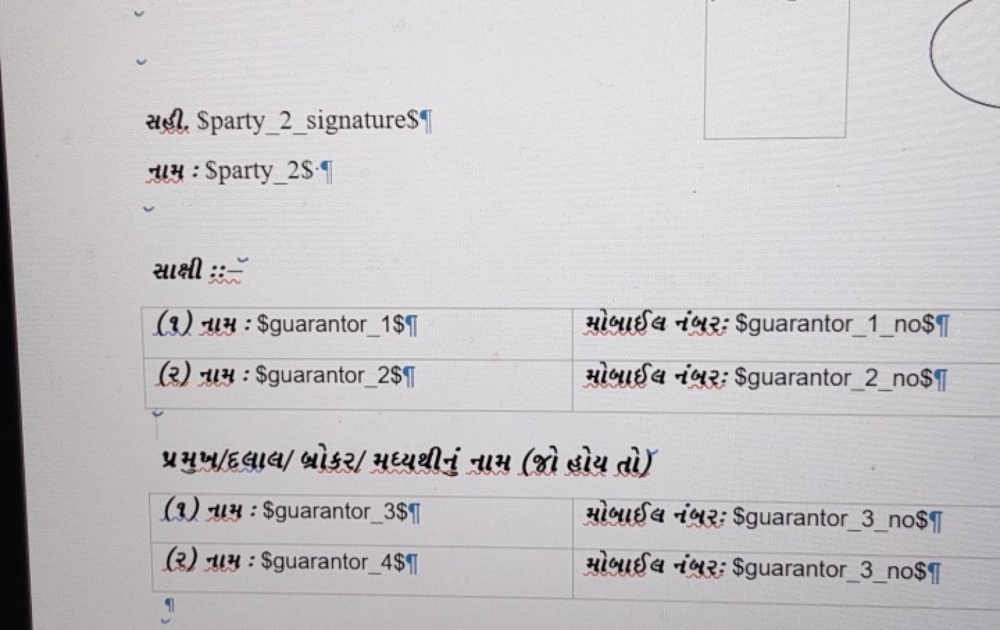 સહી. $party_2_signature$¶
નામ : $party_2$·¶
સાક્ષી ::–
(૧) નામ : $guarantor_1$¶ મોબાઈલ નંબર: $guarantor_1_no$¶
(૨) નામ : $guarantor_2$¶ મોબાઈલ નંબર: $guarantor_2_no$¶
પ્રમુખ/દલાલ/ બ્રોકર/ મધ્યથીનું નામ (જો હોય તો)
(૧) નામ : $guarantor_3$¶ મોબાઈલ નંબર: $guarantor_3_no$¶
(૨) નામ : $guarantor_4$¶ મોબાઈલ નંબર: $guarantor_3_no$¶
¶